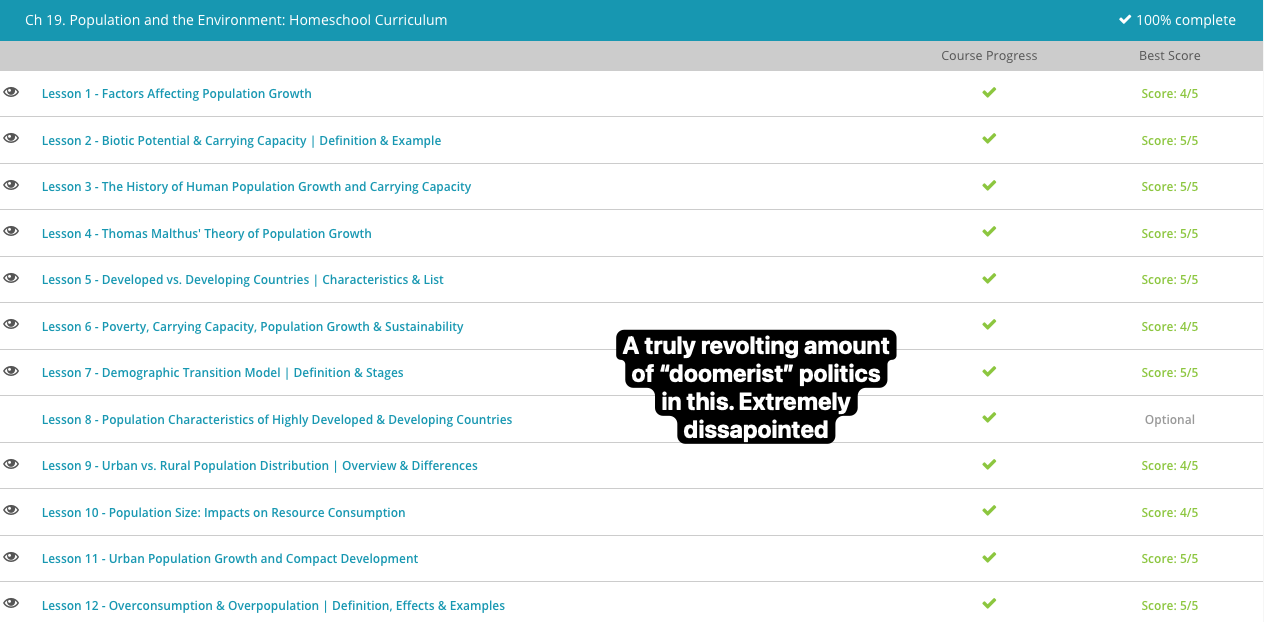 Ch 19. Population and the Environment: Homeschool Curriculum 100% complete
Course Progress Best Score
Lesson 1 - Factors Affecting Population Growth Score: 4/5
Lesson 2 - Biotic Potential & Carrying Capacity | Definition & Example Score: 5/5
Lesson 3 - The History of Human Population Growth and Carrying Capacity Score: 5/5
Lesson 4 - Thomas Malthus' Theory of Population Growth Score: 5/5
Lesson 5 - Developed vs. Developing Countries | Characteristics & List Score: 5/5
Lesson 6 - Poverty, Carrying Capacity, Population Growth & Sustainability Score: 4/5
A truly revolting amount
of “doomerist” politics
in this. Extremely
dissapointed
Lesson 7 - Demographic Transition Model | Definition & Stages Score: 5/5
Lesson 8 - Population Characteristics of Highly Developed & Developing Countries Optional
Lesson 9 - Urban vs. Rural Population Distribution | Overview & Differences Score: 4/5
Lesson 10 - Population Size: Impacts on Resource Consumption Score: 4/5
Lesson 11 - Urban Population Growth and Compact Development Score: 5/5
Lesson 12 - Overconsumption & Overpopulation | Definition, Effects & Examples Score: 5/5